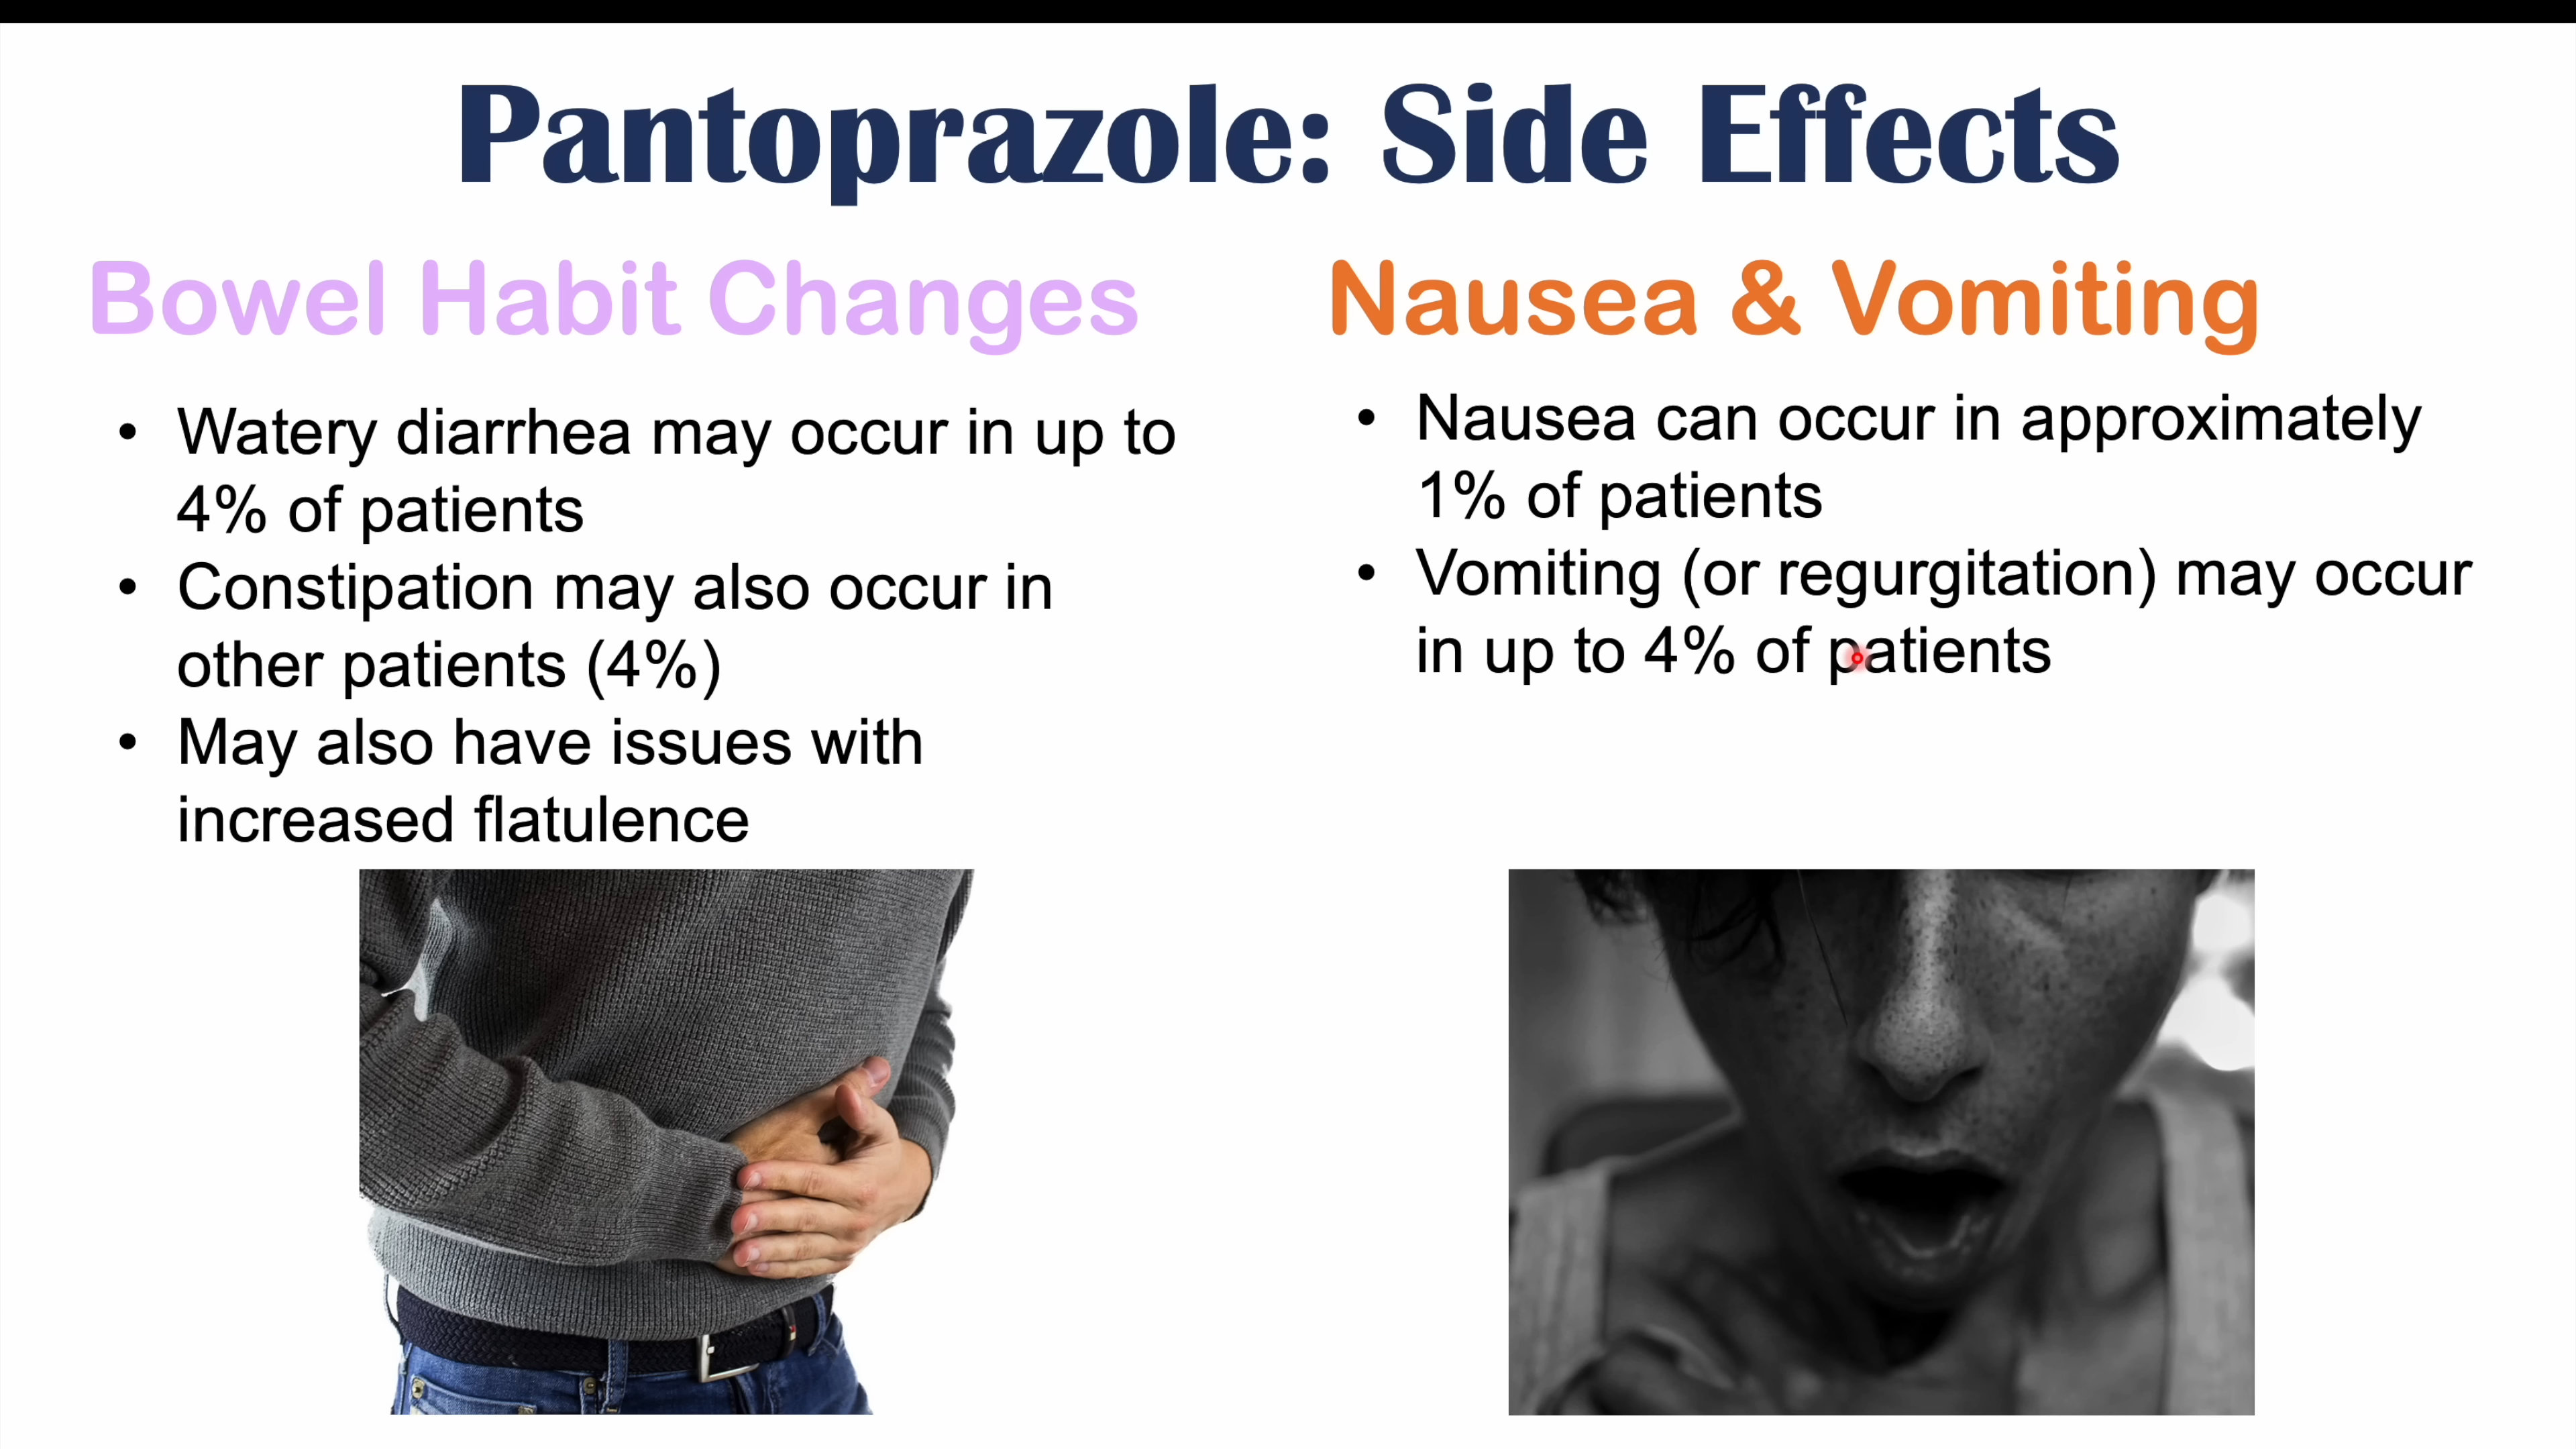 Pantoprazole: Side Effects
Bowel Habit Changes
• Watery diarrhea may occur in up to
4% of patients
• Constipation may also occur in
other patients (4%)
• May also have issues with
increased flatulence
Nausea & Vomiting
• Nausea can occur in approximately
1% of patients
• Vomiting (or regurgitation) may occur
in up to 4% of patients